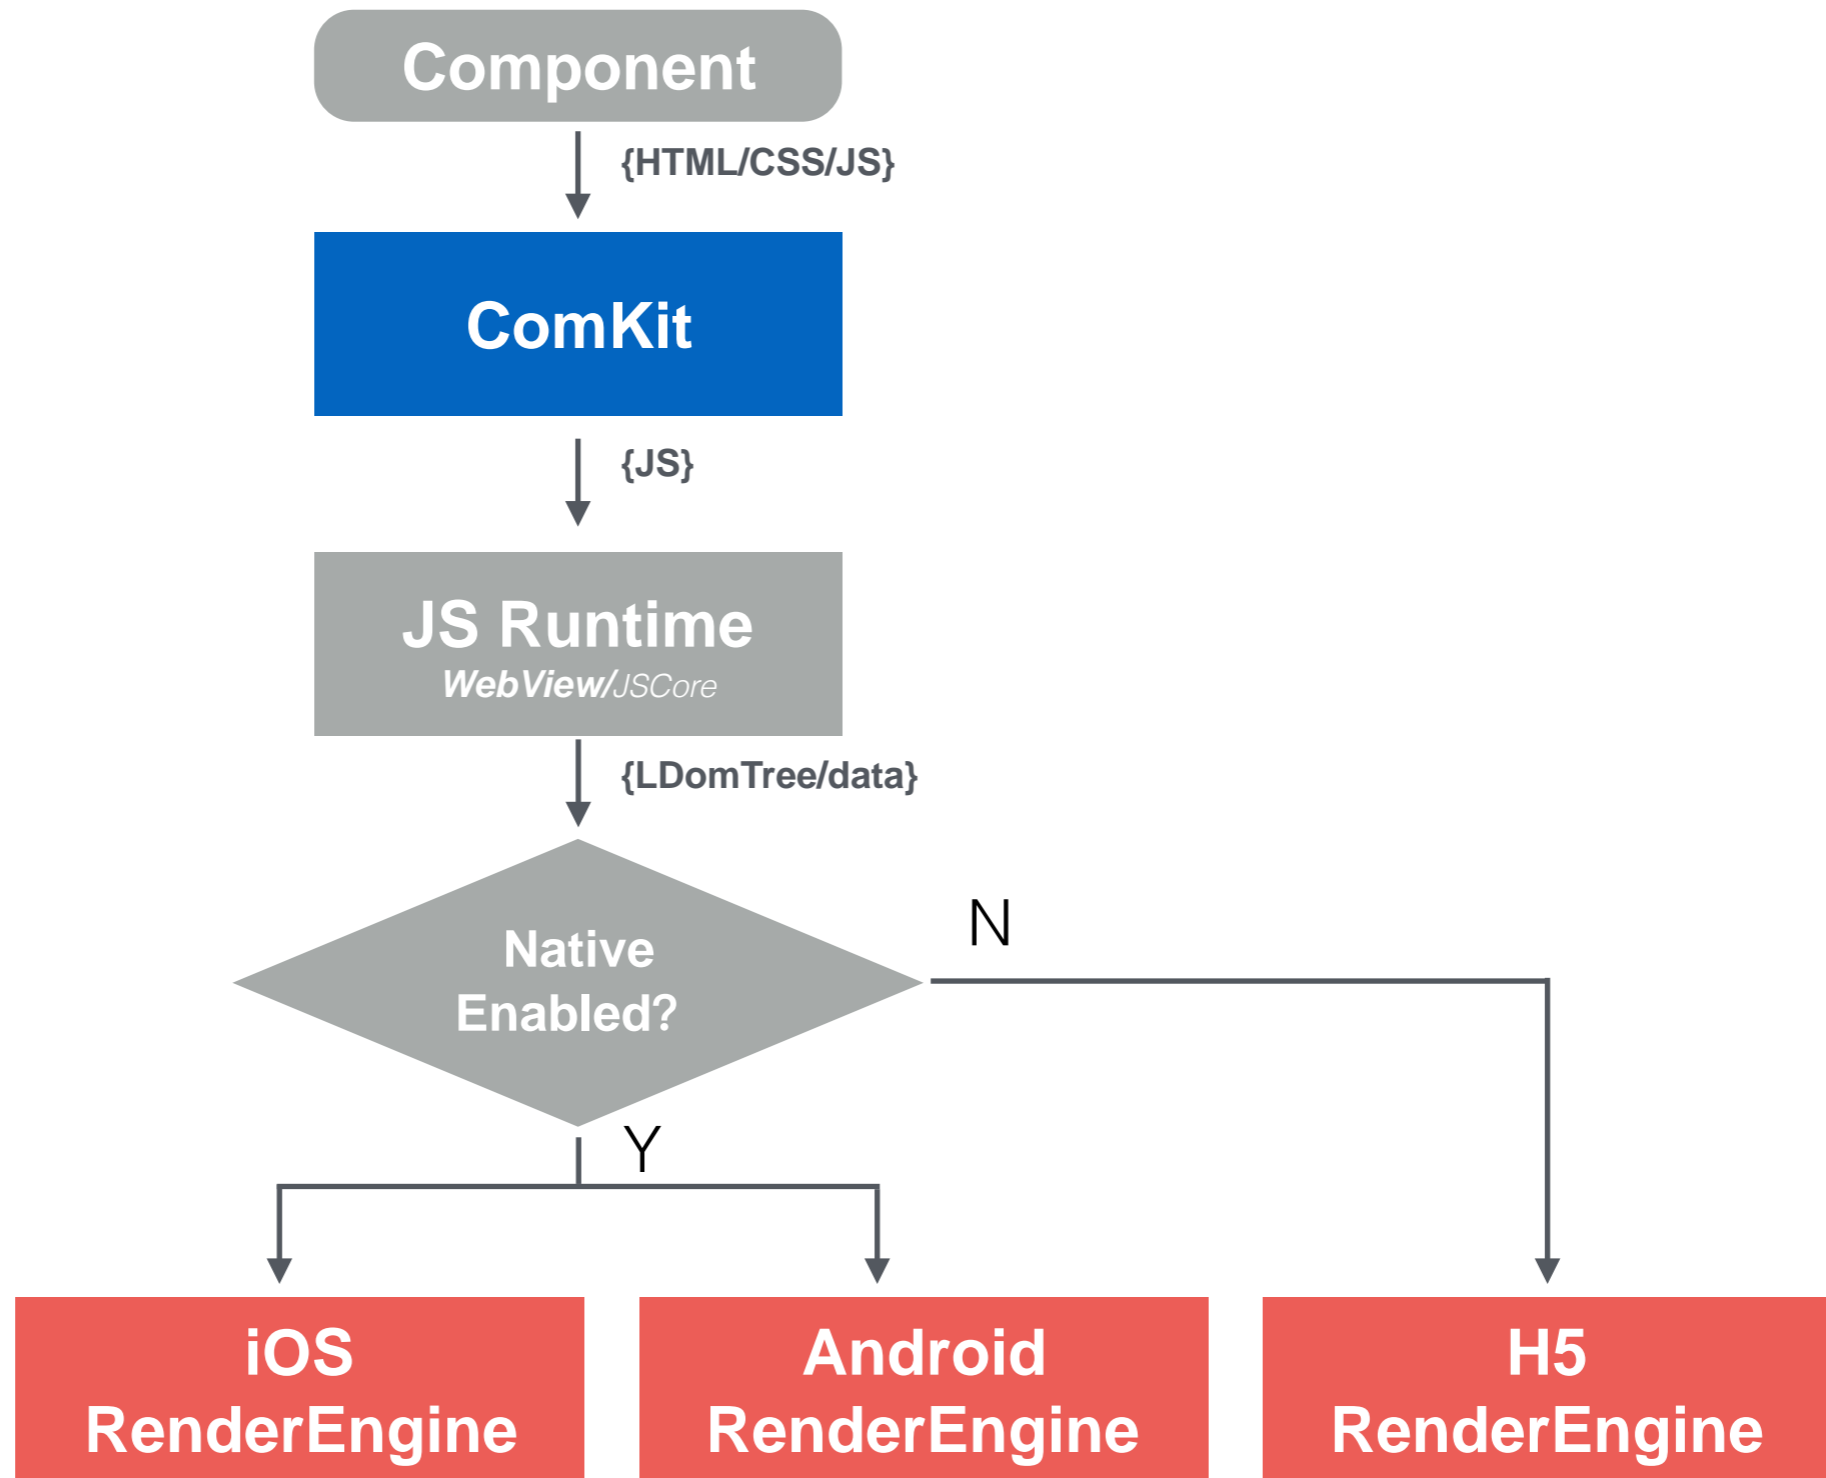 Component
{HTML/CSS/JS}
ComKit
{JS}
JS Runtime
WebView/JSCore
{LDomTree/data}
Native
Enabled?
N
Y
iOS
RenderEngine
Android
RenderEngine
H5
RenderEngine